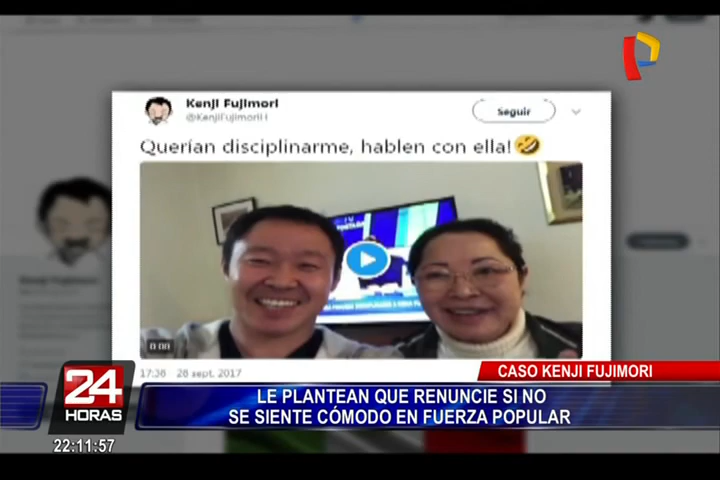 Kenji Fujimori
@KenjiFujimoriH
Seguir
Querían disciplinarme, hablen con ella!🤣
0:00
17:36 28 sept. 2017
CASO KENJI FUJIMORI
24
HORAS
LE PLANTEAN QUE RENUNCIE SI NO
SE SIENTE CÓMODO EN FUERZA POPULAR
22:11:57